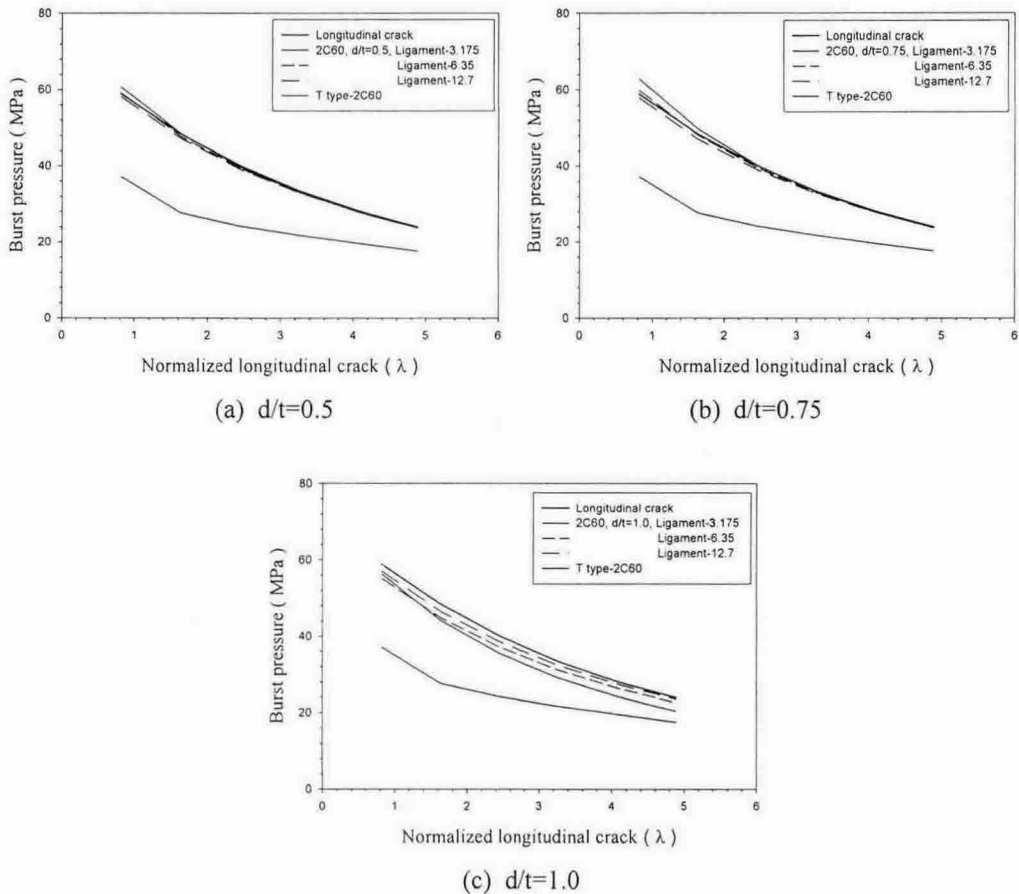 80
60
40
20
0
Burst pressure ( MPa)
Longitudinal crack
2C60, d/t=0.5, Ligament-3.175
Ligament-6.35
Ligament-12.7
T type-2C60
0 1 2 3 4 5 6
Normalized longitudinal crack ( λ )
(a) d/t=0.5
80
60
40
20
0
Burst pressure ( MPa)
Longitudinal crack
2C60, d/t=0.75, Ligament-3.175
Ligament-6.35
Ligament-12.7
T type-2C60
0 1 2 3 4 5 6
Normalized longitudinal crack ( λ )
(b) d/t=0.75
80
60
40
20
0
Burst pressure ( MPa)
Longitudinal crack
2C60, d/t=1.0, Ligament-3.175
Ligament-6.35
Ligament-12.7
T type-2C60
0 1 2 3 4 5 6
Normalized longitudinal crack ( λ )
(c) d/t=1.0